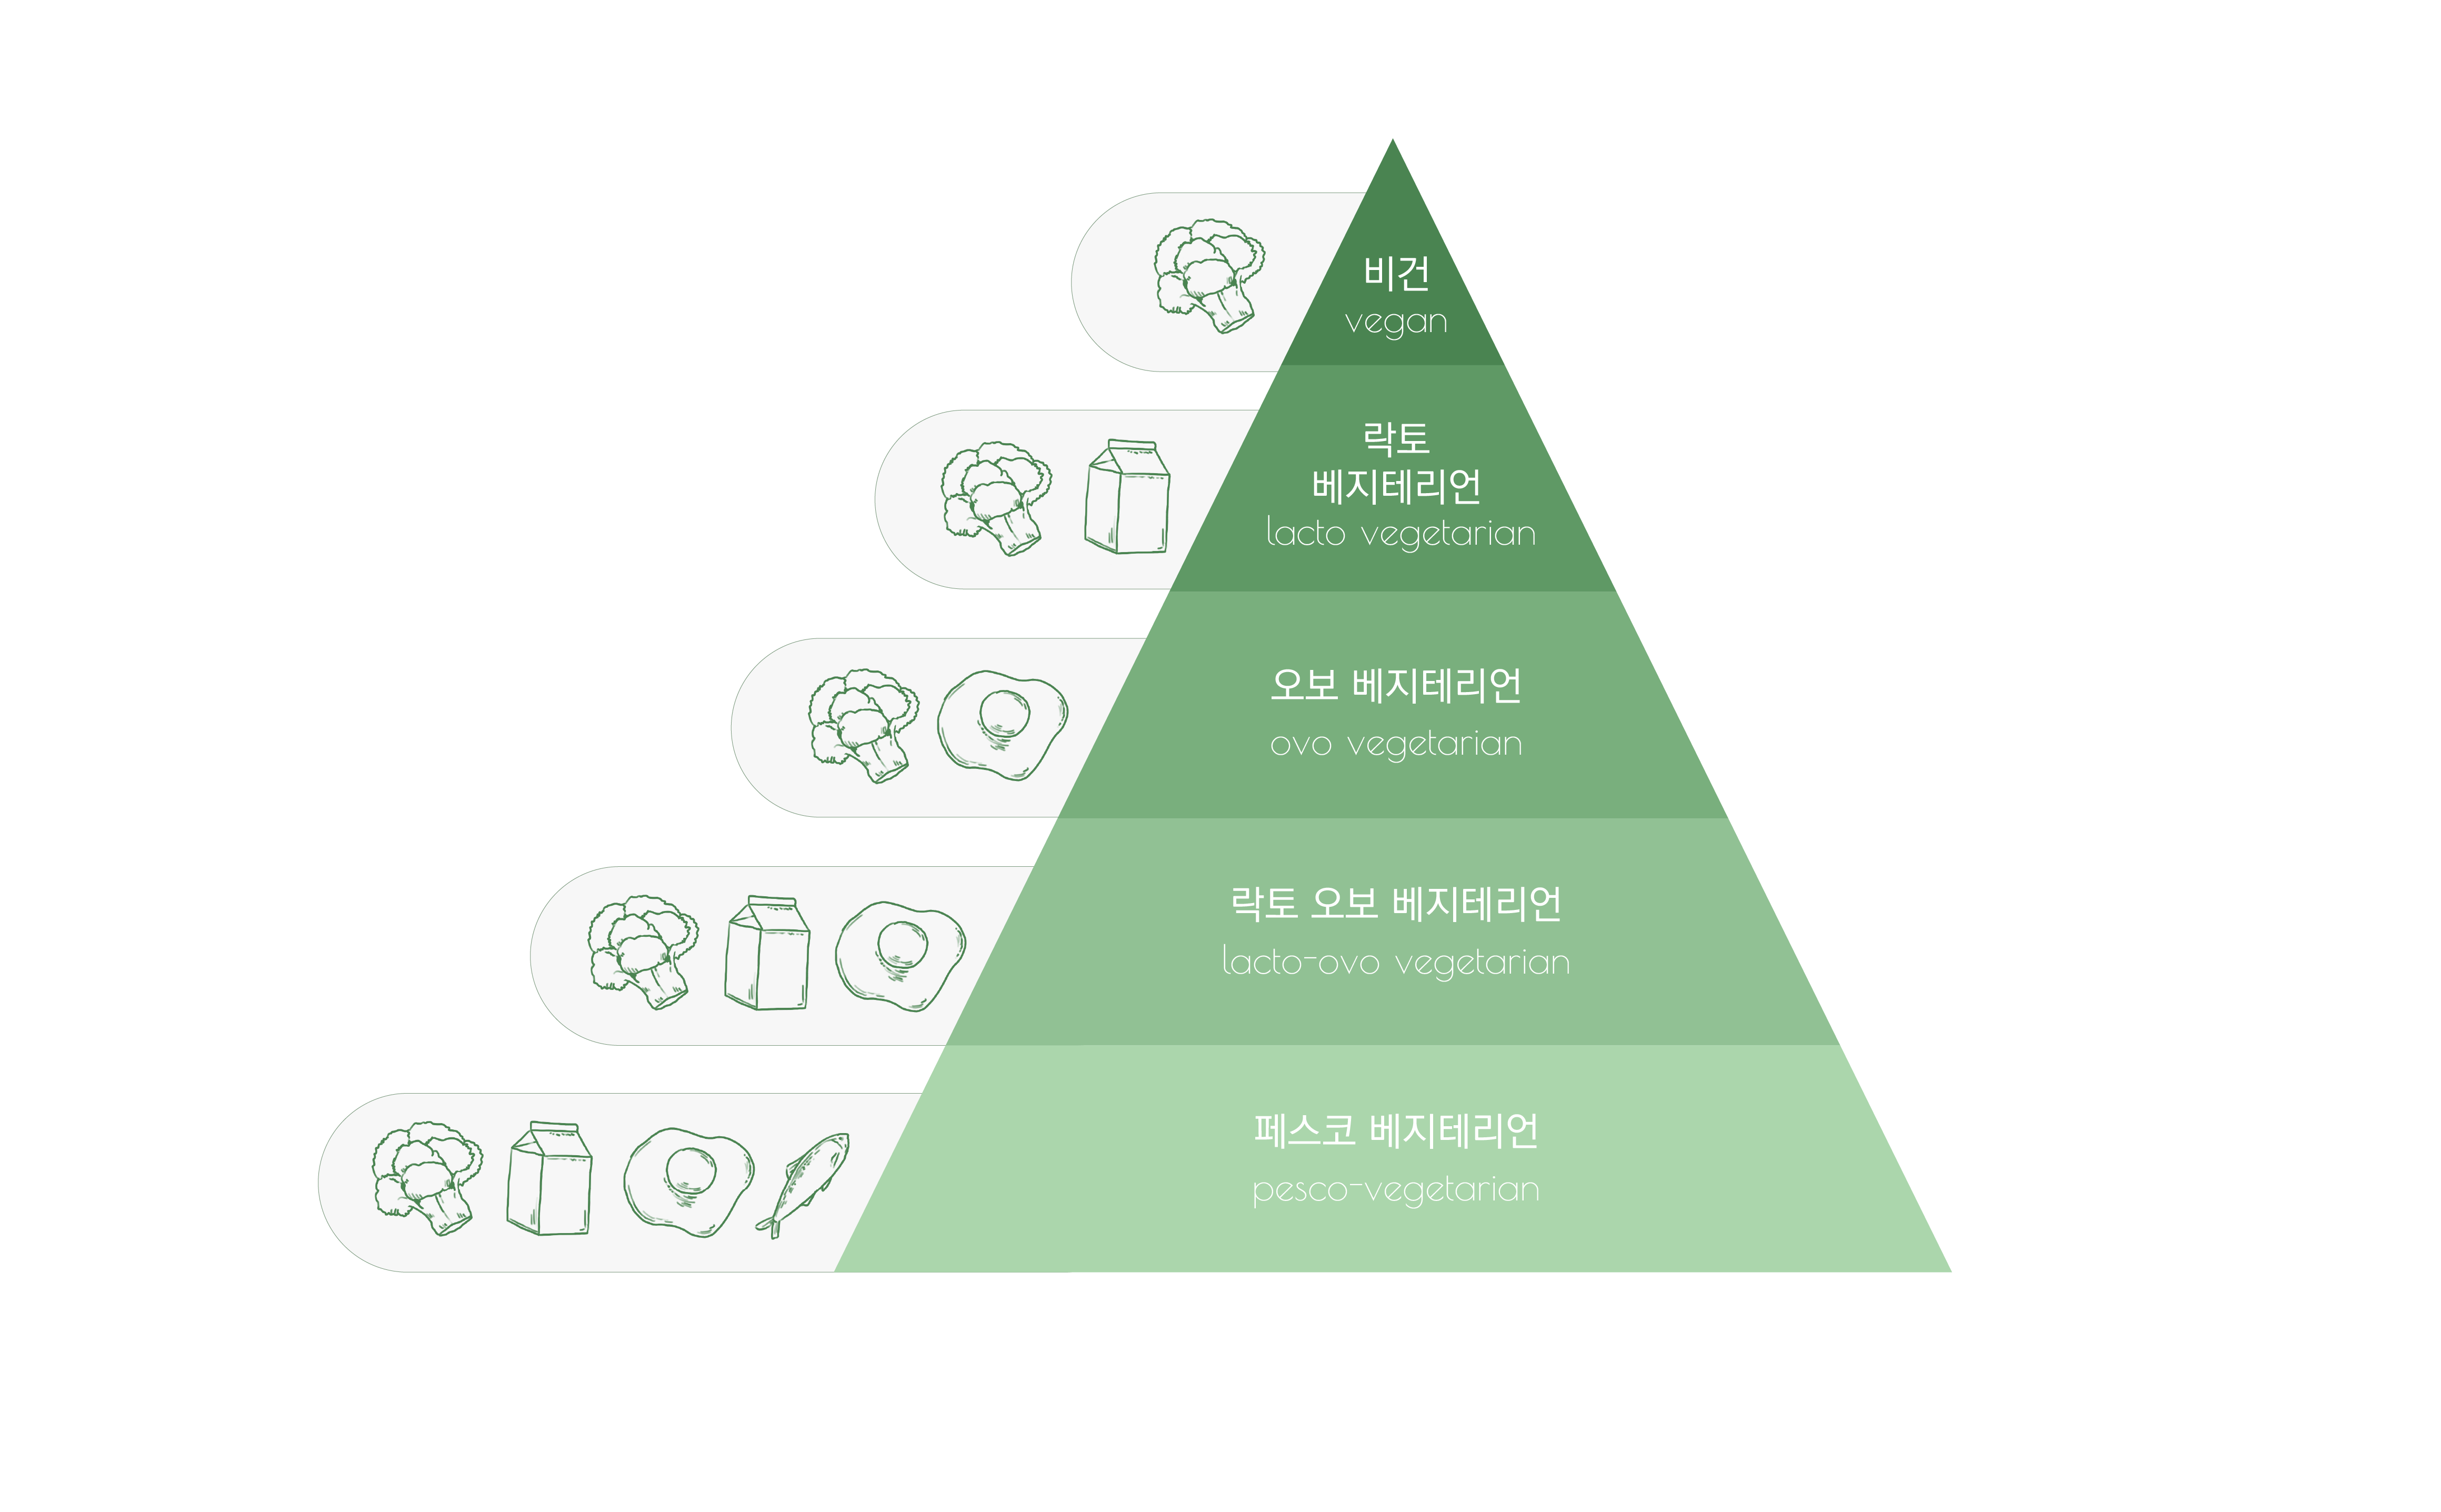 비건
vegan
락토
베지테리언
lacto vegetarian
오보 베지테리언
ovo vegetarian
락토 오보 베지테리언
lacto-ovo vegetarian
페스코 베지테리언
pesco-vegetarian